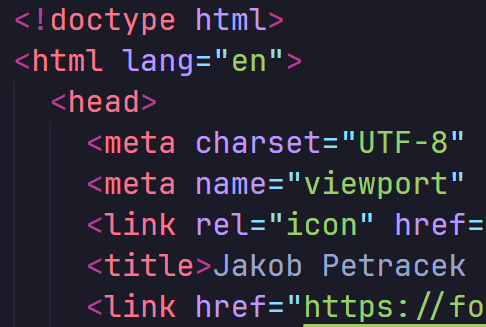 <!doctype html>
<html lang="en">
<head>
<meta charset="UTF-8"
<meta name="viewport"
<link rel="icon" href=
<title>Jakob Petracek
<link href="https://fo